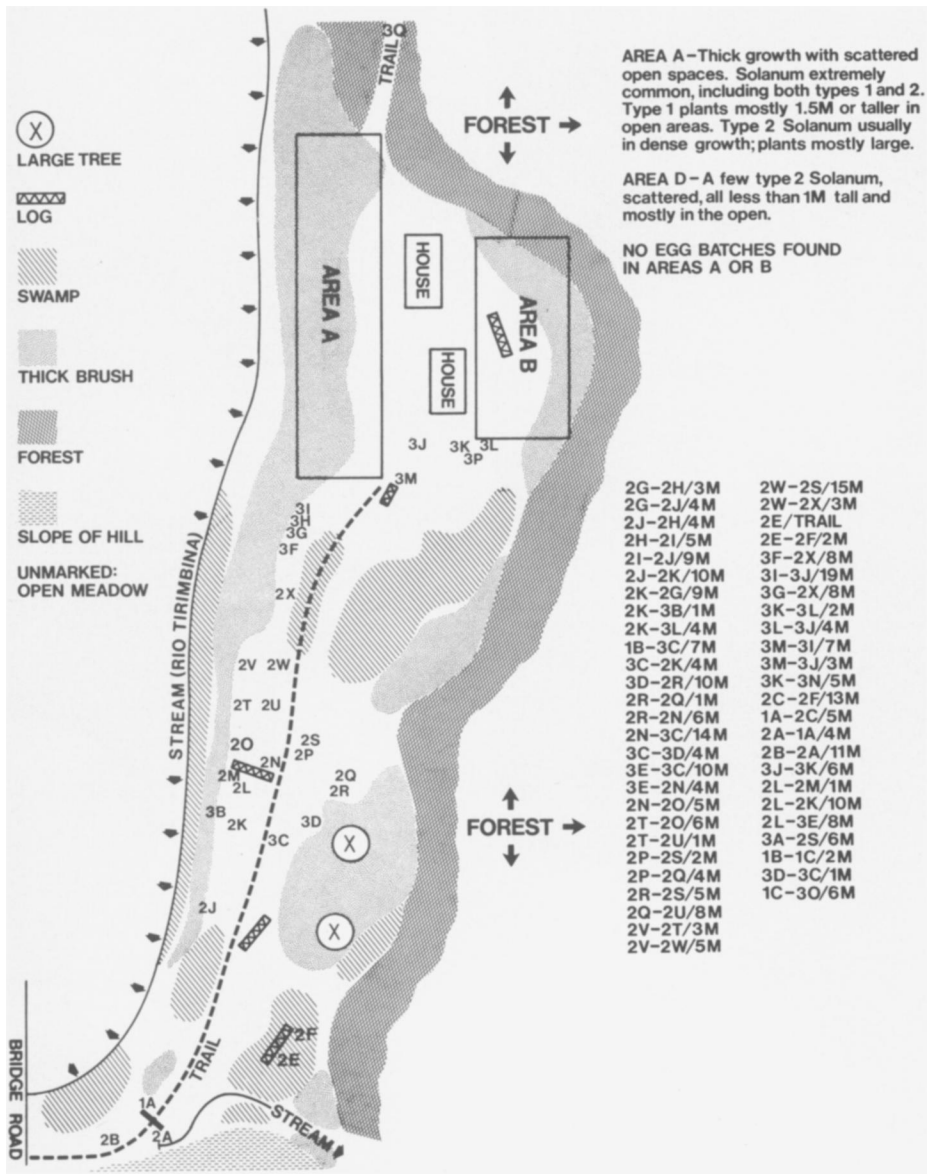 3Q
TRAIL
AREA A-Thick growth with scattered
open spaces. Solanum extremely
common, including both types 1 and 2.
Type 1 plants mostly 1.5M or taller in
open areas. Type 2 Solanum usually
in dense growth; plants mostly large.
AREA D-A few type 2 Solanum,
scattered, all less than 1M tall and
mostly in the open.
NO EGG BATCHES FOUND
IN AREAS A OR B
FOREST
X
LARGE TREE
LOG
SWAMP
THICK BRUSH
FOREST
SLOPE OF HILL
UNMARKED:
OPEN MEADOW
AREA A
HOUSE
AREA B
HOUSE
3J
3K
3L
3P
3M
3I
3H
3G
3F
2X
STREAM (RIO TIRIMBINA)
2V
2W
2T
2U
2O
2S
2P
2N
2M
2L
2Q
2R
3B
2K
3D
3C
X
FOREST
2J
X
2F
2E
TRAIL
1A
2B
2A
STREAM
BRIDGE ROAD
2G-2H/3M
2G-2J/4M
2J-2H/4M
2H-2I/5M
2I-2J/9M
2J-2K/10M
2K-2G/9M
2K-3B/1M
2K-3L/4M
1B-3C/7M
3C-2K/4M
3D-2R/10M
2R-2Q/1M
2R-2N/6M
2N-3C/14M
3C-3D/4M
3E-3C/10M
3E-2N/4M
2N-2O/5M
2T-2O/6M
2T-2U/1M
2P-2S/2M
2P-2Q/4M
2R-2S/5M
2Q-2U/8M
2V-2T/3M
2V-2W/5M
2W-2S/15M
2W-2X/3M
2E/TRAIL
2E-2F/2M
3F-2X/8M
3I-3J/19M
3G-2X/8M
3K-3L/2M
3L-3J/4M
3M-3I/7M
3M-3J/3M
3K-3N/5M
2C-2F/13M
1A-2C/5M
2A-1A/4M
2B-2A/11M
3J-3K/6M
2L-2M/1M
2L-2K/10M
2L-3E/8M
3A-2S/6M
1B-1C/2M
3D-3C/1M
1C-3O/6M